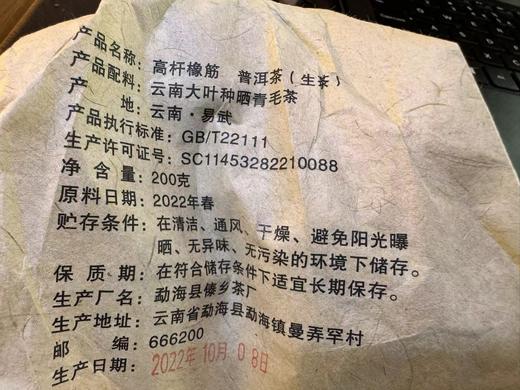 产品名称：高杆橡筋 普洱茶（生茶）
产品配料：云南大叶种晒青毛茶
产 地：云南·易武
产品执行标准：GB/T22111
生产许可证号：SC11453282210088
净 含 量：200克
原料日期：2022年春
贮存条件：在清洁、通风、干燥、避免阳光曝
晒、无异味、无污染的环境下储存。
保 质 期：在符合储存条件下适宜长期保存。
生产厂名：勐海县傣乡茶厂
生产地址：云南省勐海县勐海镇曼弄罕村
邮 编：666200
生产日期：2022年10月08日